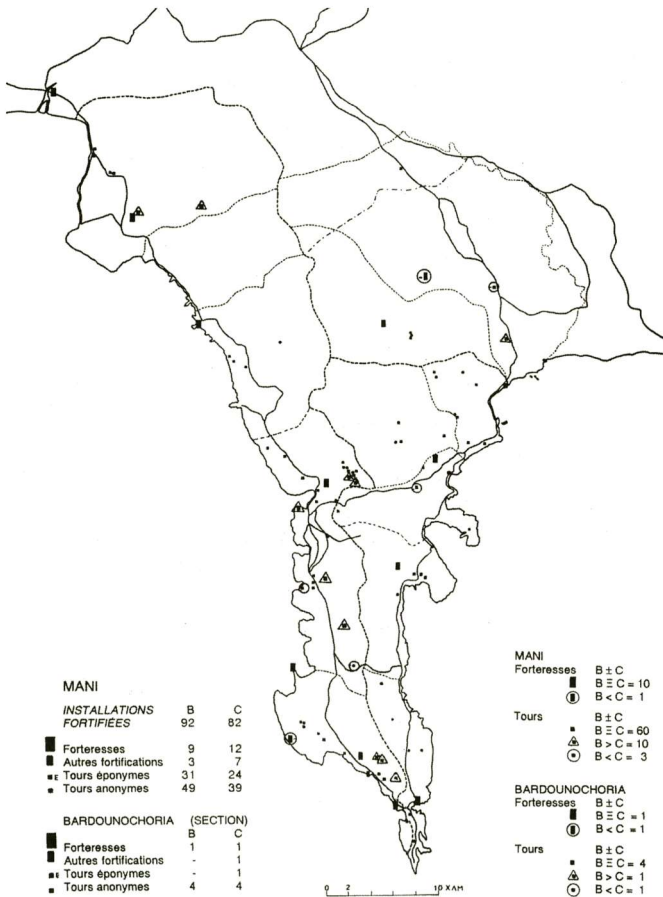 MANI
INSTALLATIONS B C
FORTIFIÉES 92 82
Forteresses 9 12
Autres fortifications 3 7
E Tours éponymes 31 24
Tours anonymes 49 39
BARDOUNOCHORIA (SECTION)
B C
Forteresses 1 1
Autres fortifications - 1
E Tours éponymes - 1
Tours anonymes 4 4
0 2 10 ΧΛΜ
MANI
Forteresses B ± C
B Ξ C = 10
B < C = 1
Tours B ± C
B Ξ C = 60
B > C = 10
B < C = 3
BARDOUNOCHORIA
Forteresses B ± C
B Ξ C = 1
B < C = 1
Tours B ± C
B Ξ C = 4
B > C = 1
B < C = 1